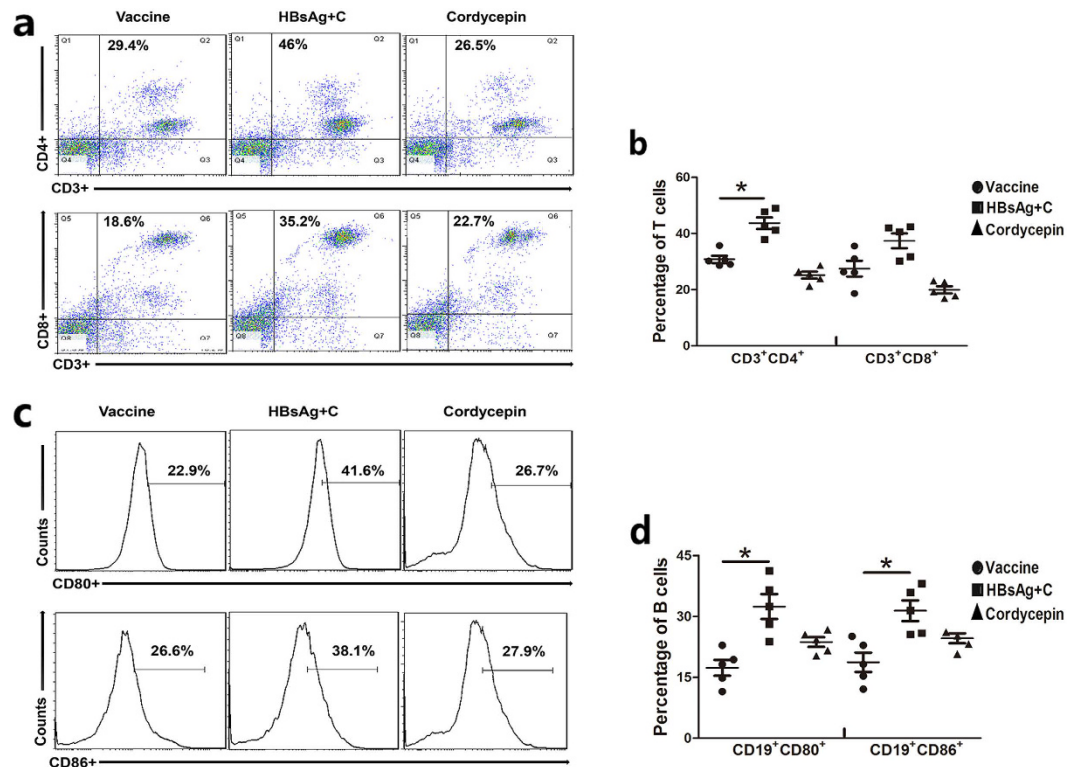 a
Vaccine HBsAg+C Cordycepin
Q1 29.4% Q2 Q1 46% Q2 Q1 26.5% Q2
CD4+
Q4 Q3 Q4 Q3 Q4 Q3
CD3+
Q5 18.6% Q6 Q5 35.2% Q6 Q5 22.7% Q6
CD8+
Q8 Q7 Q8 Q7 Q8 Q7
CD3+
b
Percentage of T cells
60
40
20
0
*
Vaccine
HBsAg+C
Cordycepin
CD3⁺CD4⁺ CD3⁺CD8⁺
c
Vaccine HBsAg+C Cordycepin
22.9% 41.6% 26.7%
Counts
CD80+
26.6% 38.1% 27.9%
Counts
CD86+
d
Percentage of B cells
45
30
15
0
* *
Vaccine
HBsAg+C
Cordycepin
CD19⁺CD80⁺ CD19⁺CD86⁺